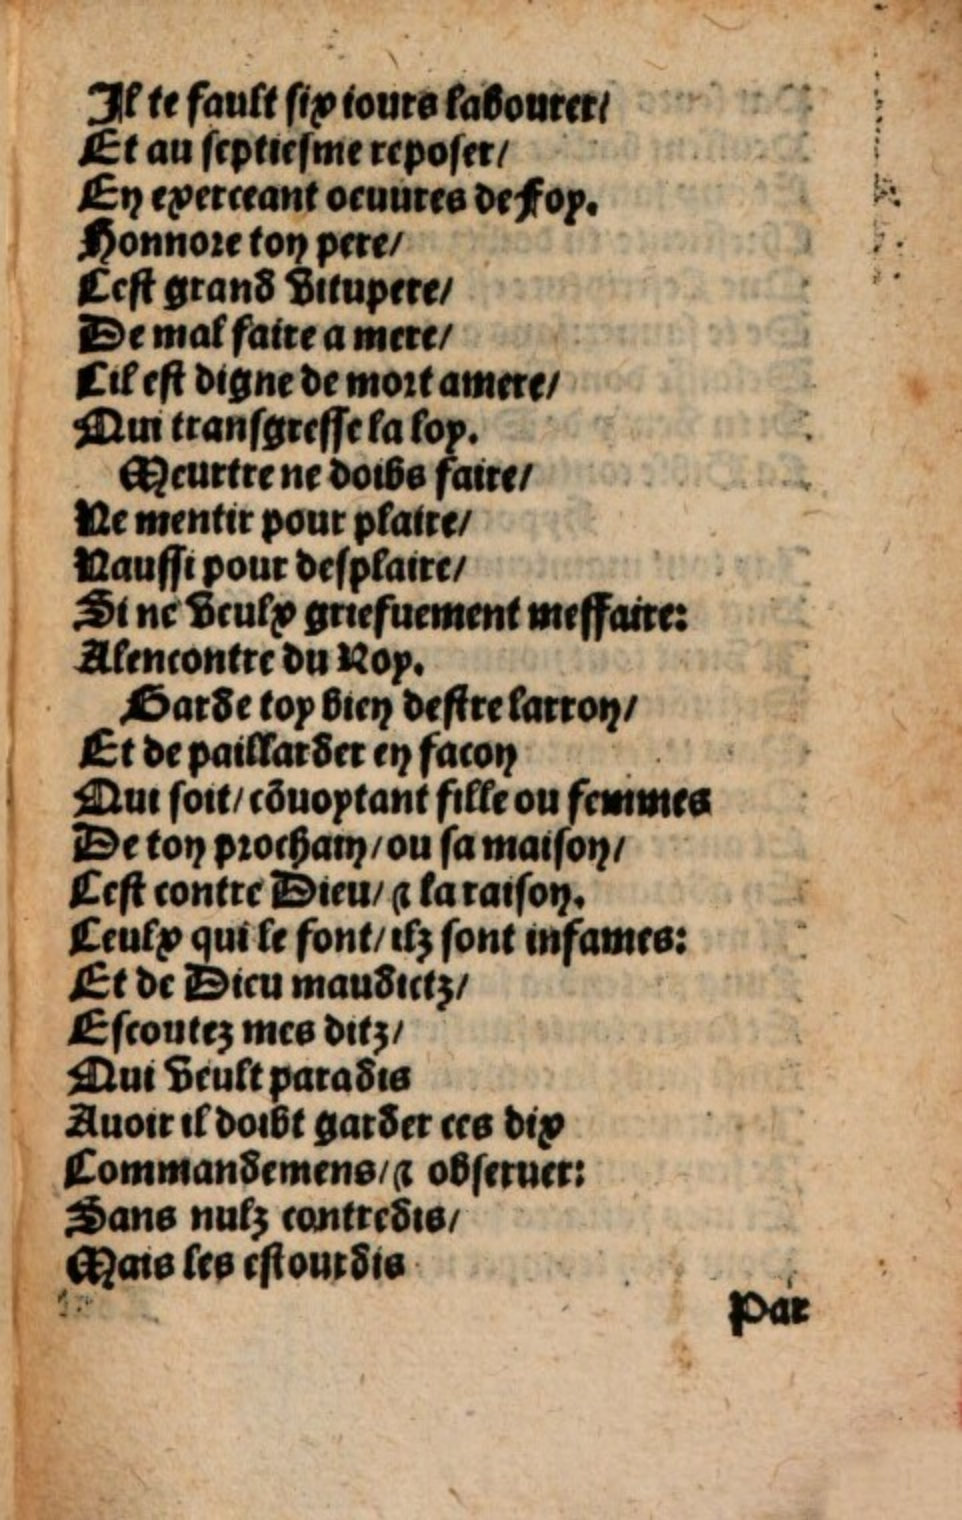 Il te fault six iours labourer/
Et au septiesme reposer/
En exerceant oeuures de foy.
Honnore ton pere/
Cest grand vitupere/
De mal faire a mere/
Cil est digne de mort amere/
Qui transgresse la loy.
Meurtre ne doibs faire/
Ne mentir pour plaire/
Naussi pour desplaire/
Si ne veulx griefuement meffaire:
Alencontre du Roy.
Garde toy bien destre larron/
Et de paillarder en facon
Qui soit/ cōuoytant fille ou femmes
De ton prochain/ ou sa maison/
Cest contre Dieu/ ⁊ la raison.
Ceulx qui le font/ ilz sont infames:
Et de Dieu maudictz/
Escoutez mes ditz/
Qui veult paradis
Auoir il doibt garder ces dix
Commandemens/ ⁊ obseruer:
Sans nulz contredis/
Mais les estourdis
Par